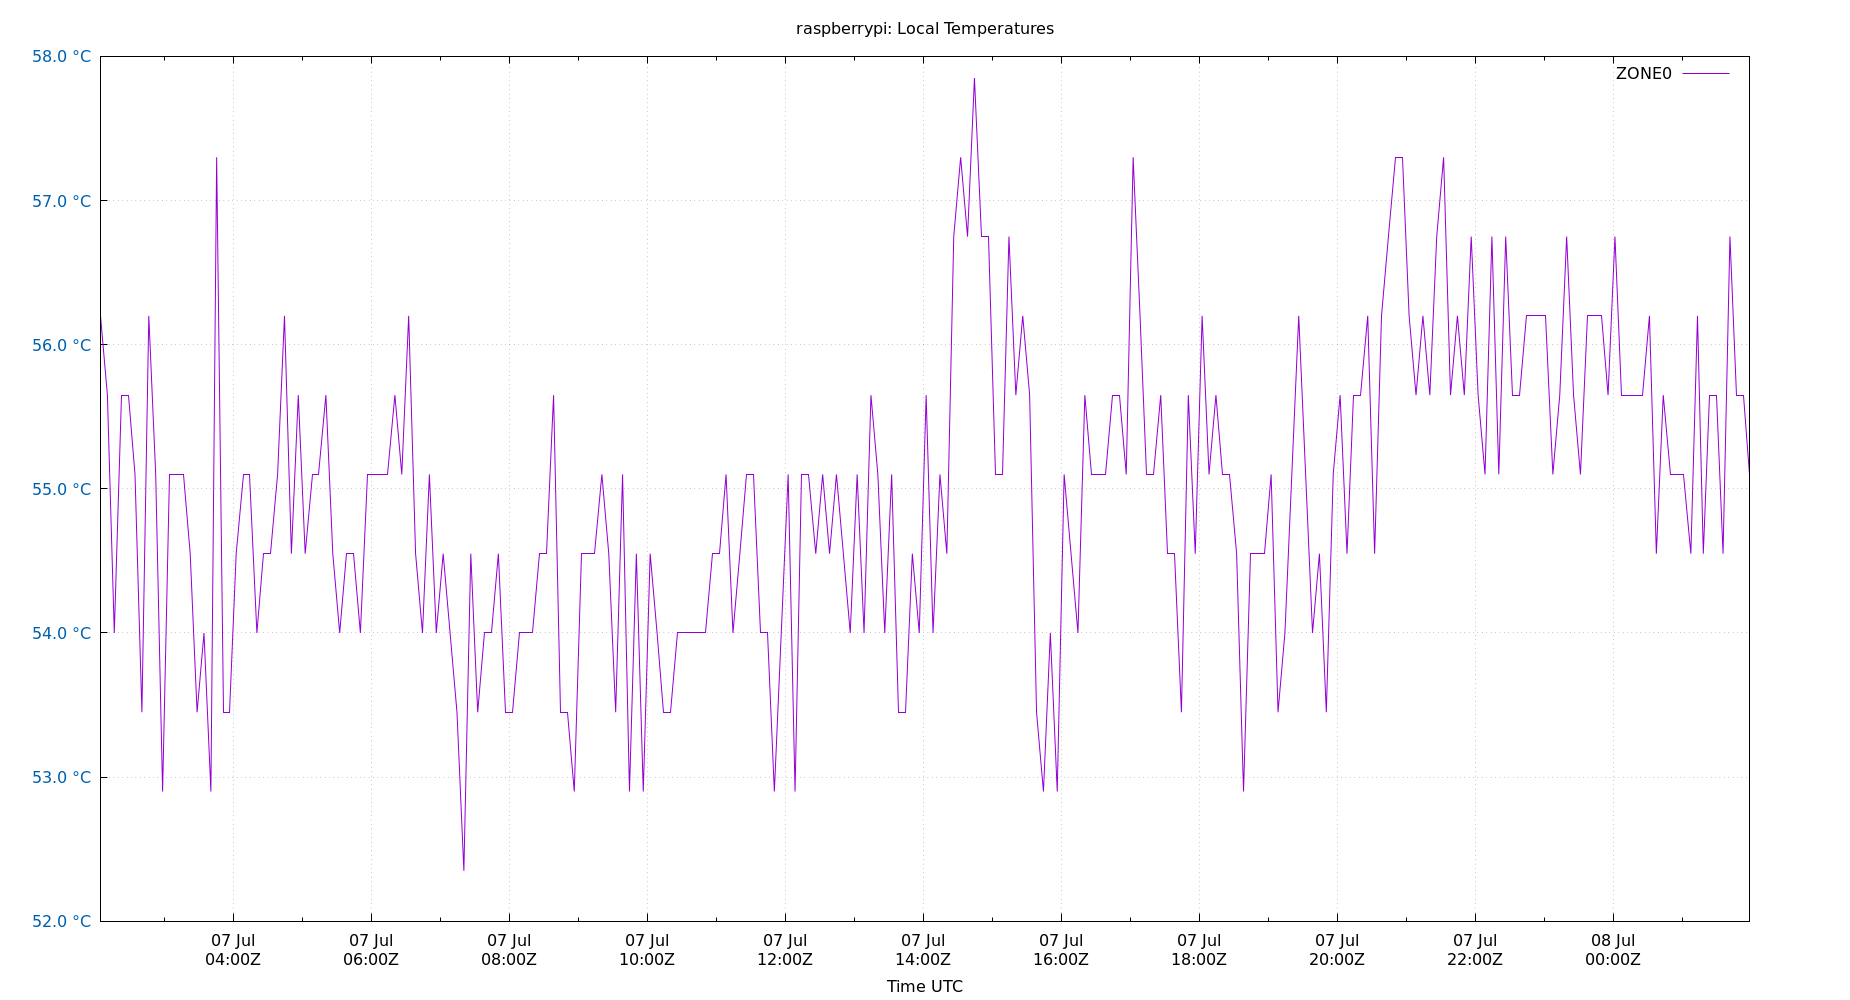 raspberrypi: Local Temperatures
58.0 °C
ZONE0
57.0 °C
56.0 °C
55.0 °C
54.0 °C
53.0 °C
52.0 °C
07 Jul 07 Jul 07 Jul 07 Jul 07 Jul 07 Jul 07 Jul 07 Jul 07 Jul 07 Jul 08 Jul
04:00Z 06:00Z 08:00Z 10:00Z 12:00Z 14:00Z 16:00Z 18:00Z 20:00Z 22:00Z 00:00Z
Time UTC